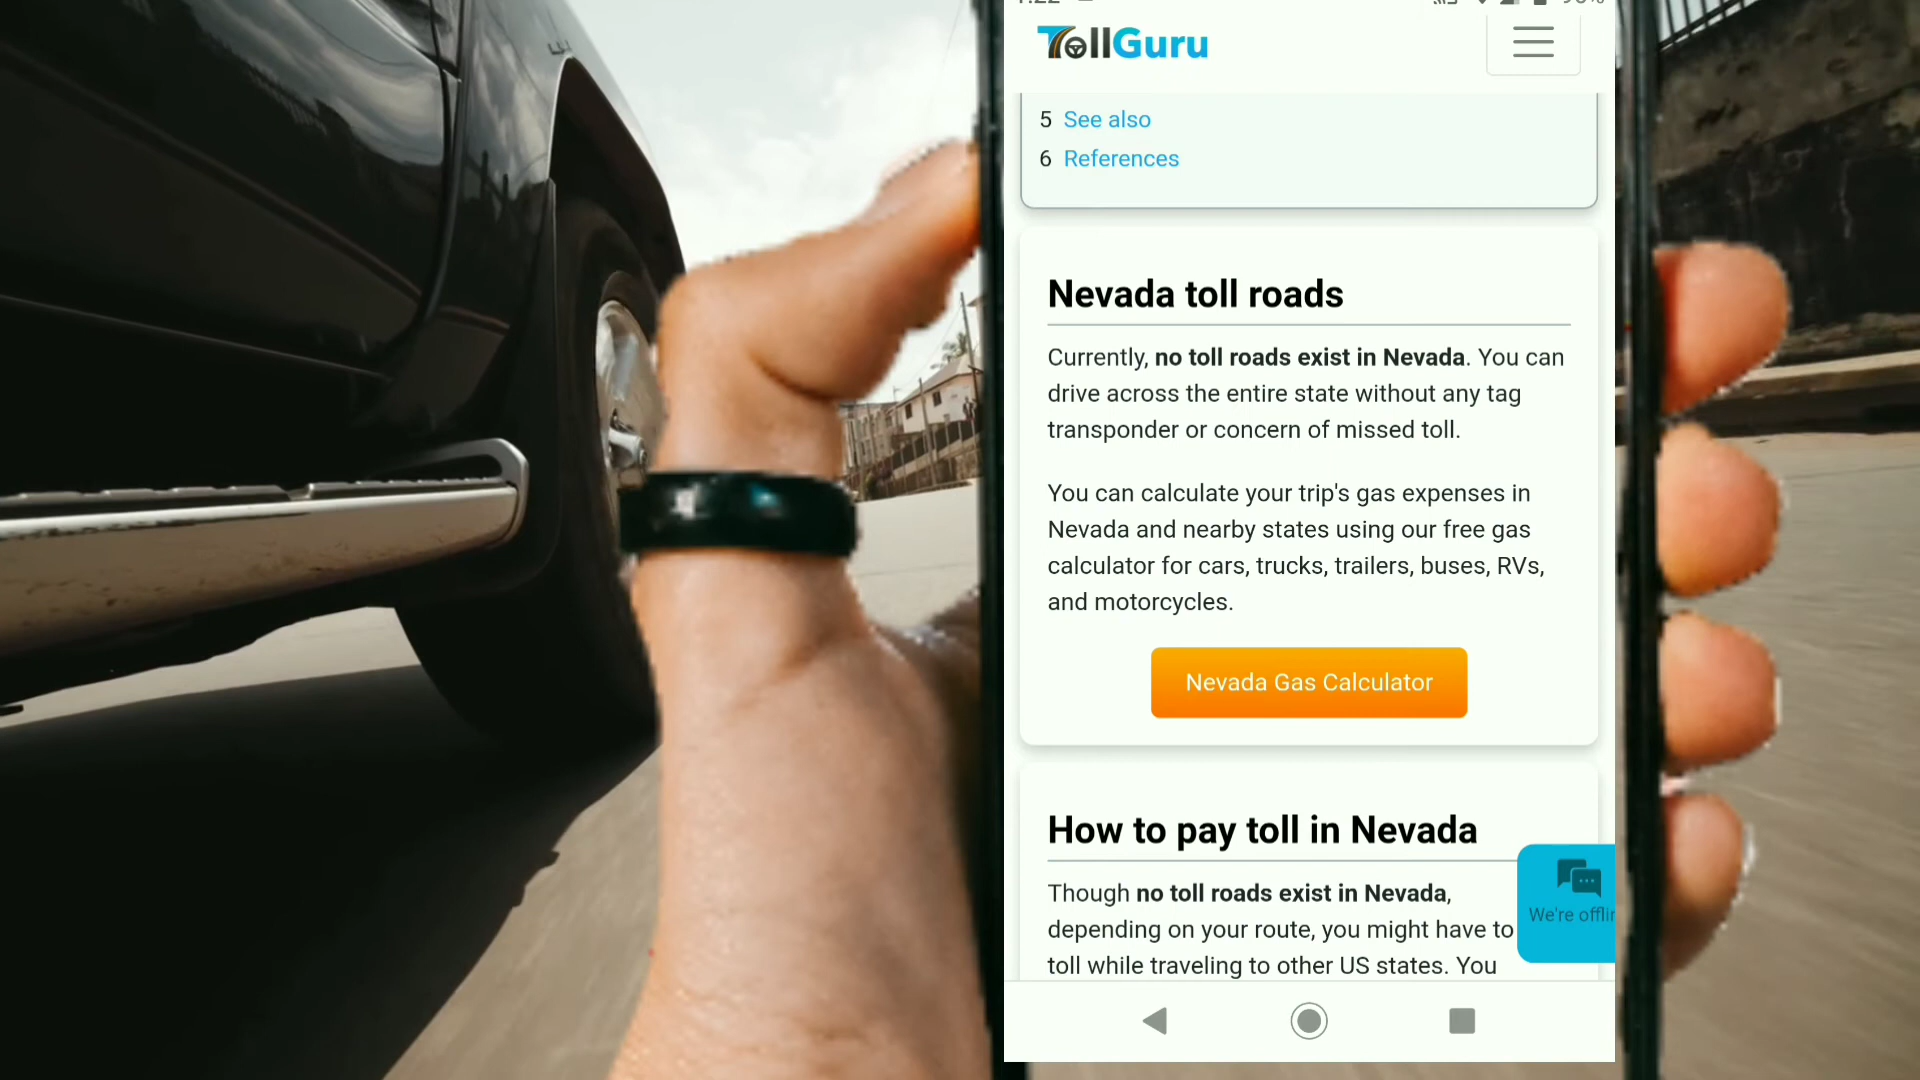 TollGuru
5 See also
6 References
Nevada toll roads
Currently, no toll roads exist in Nevada. You can
drive across the entire state without any tag
transponder or concern of missed toll.
You can calculate your trip's gas expenses in
Nevada and nearby states using our free gas
calculator for cars, trucks, trailers, buses, RVs,
and motorcycles.
Nevada Gas Calculator
How to pay toll in Nevada
Though no toll roads exist in Nevada,
depending on your route, you might have to
toll while traveling to other US states. You
We're